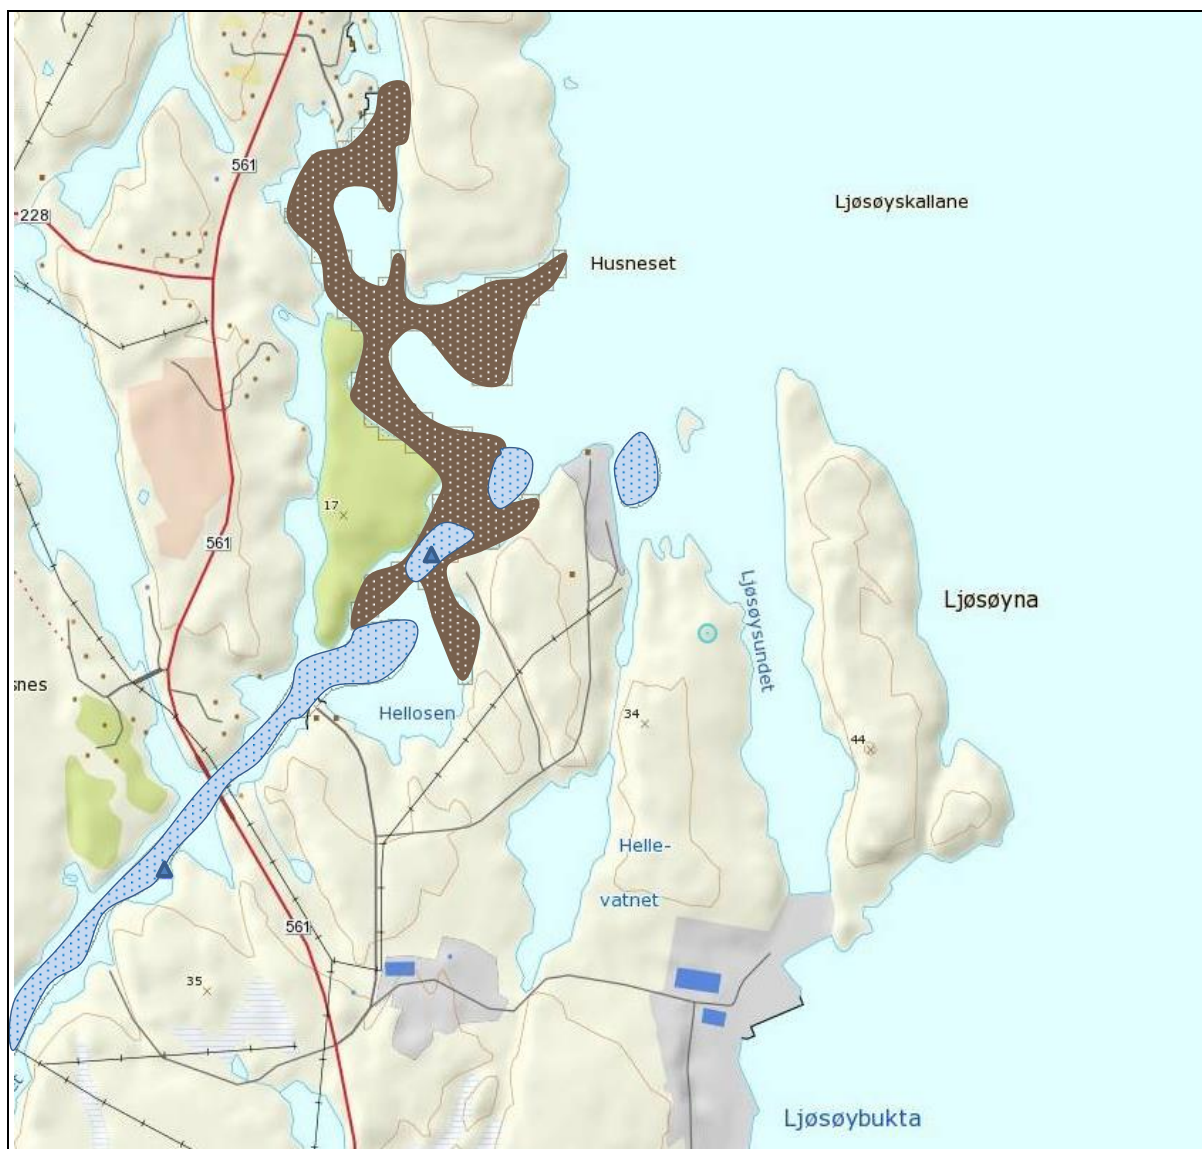 561
228
Ljøsøyskallane
Husneset
17
561
Ljøsøyna
Ljøsøysundet
snes
Hellosen
34
44
Helle-
vatnet
561
35
Ljøsøybukta